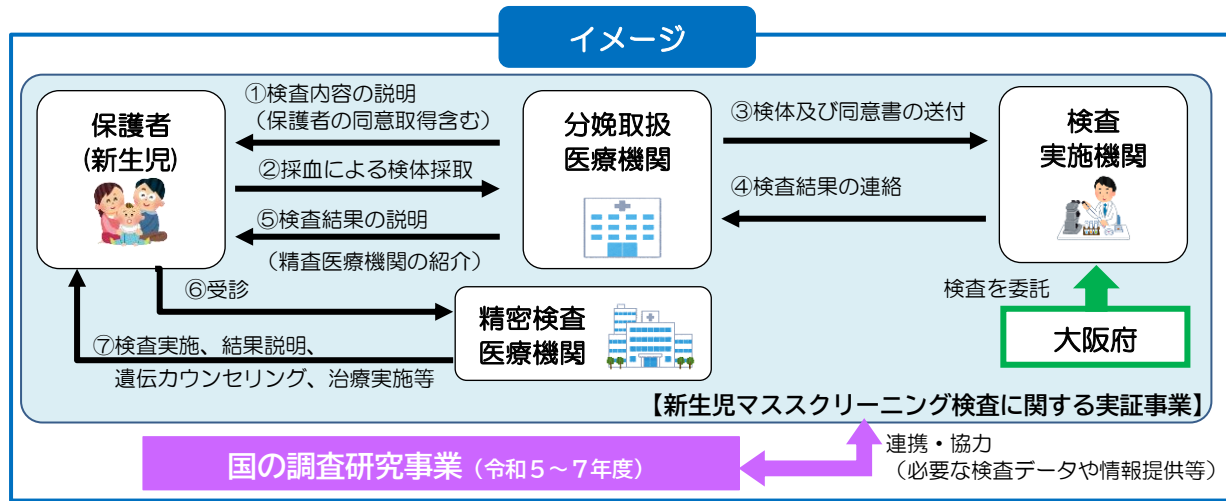 イメージ
保護者
(新生児)
①検査内容の説明
（保護者の同意取得含む）
②採血による検体採取
⑤検査結果の説明
（精査医療機関の紹介）
分娩取扱
医療機関
③検体及び同意書の送付
④検査結果の連絡
検査
実施機関
検査を委託
大阪府
⑥受診
精密検査
医療機関
⑦検査実施、結果説明、
遺伝カウンセリング、治療実施等
【新生児マススクリーニング検査に関する実証事業】
国の調査研究事業（令和５～７年度）
連携・協力
（必要な検査データや情報提供等）